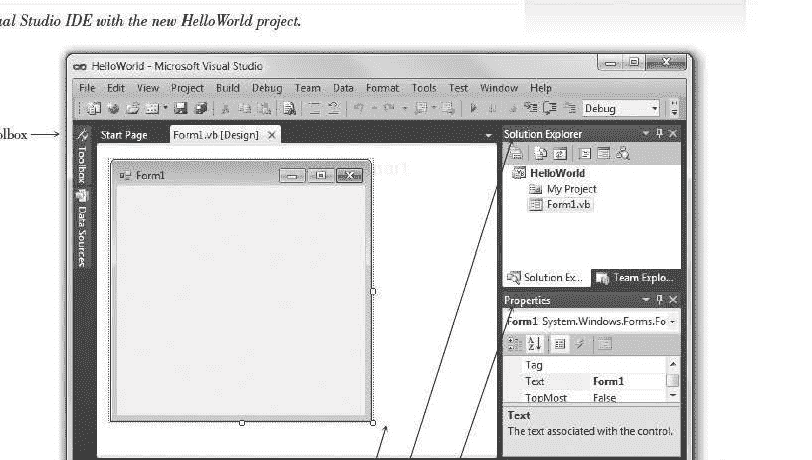 ual Studio IDE with the new HelloWorld project.
HelloWorld - Microsoft Visual Studio
File Edit View Project Build Debug Team Data Format Tools Test Window Help
Debug
olbox
Start Page Form1.vb [Design]
Solution Explorer
Toolbox
Data Sources
Form1
HelloWorld
My Project
Form1.vb
Solution Ex... Team Explo...
Properties
Form1 System.Windows.Forms.Fo
Tag
Text Form1
TopMost False
Text
The text associated with the control.